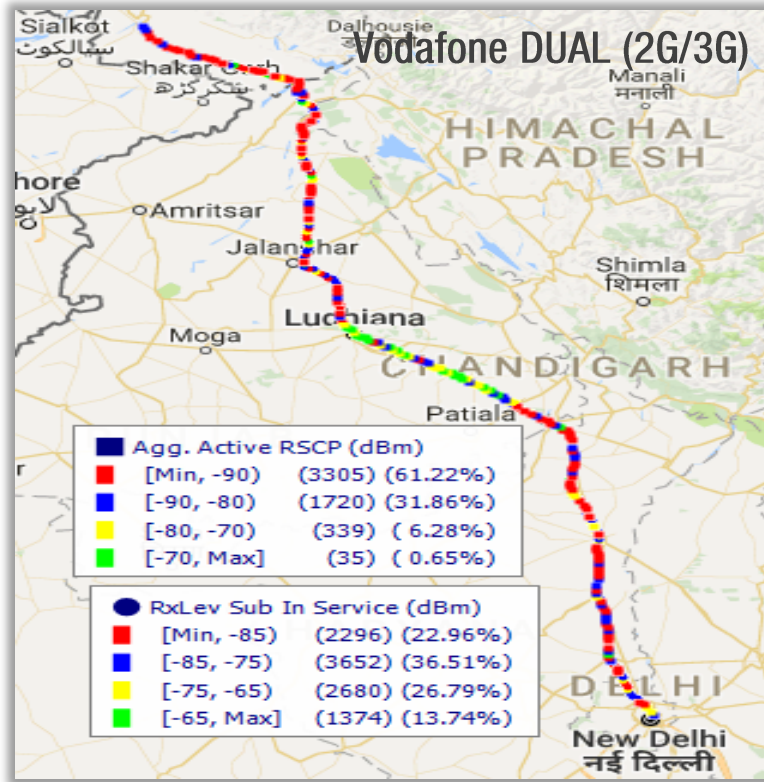 Sialkot
سیالکوٹ
Dalhousie
Vodafone DUAL (2G/3G)
Shakar Garh
شکرگڑھ
Manali
मनाली
HIMACHAL
PRADESH
hore
لاہو
Amritsar
Jalandhar
Shimla
शिमला
Ludhiana
Moga
CHANDIGARH
Patiala
r
Agg. Active RSCP (dBm)
[Min, -90) (3305) (61.22%)
[-90, -80) (1720) (31.86%)
[-80, -70) (339) ( 6.28%)
[-70, Max] (35) ( 0.65%)
RxLev Sub In Service (dBm)
[Min, -85) (2296) (22.96%)
[-85, -75) (3652) (36.51%)
[-75, -65) (2680) (26.79%)
[-65, Max] (1374) (13.74%)
DELHI
New Delhi
नई दिल्ली